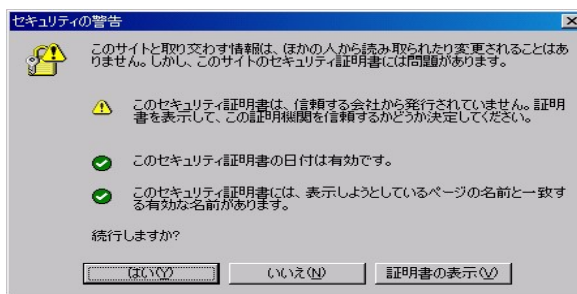 セキュリティの警告
このサイトと取り交わす情報は、ほかの人から読み取られたり変更されることはあ
りません。しかし、このサイトのセキュリティ証明書には問題があります。
このセキュリティ証明書は、信頼する会社から発行されていません。証明
書を表示して、この証明機関を信頼するかどうか決定してください。
このセキュリティ証明書の日付は有効です。
このセキュリティ証明書には、表示しようとしているページの名前と一致す
る有効な名前があります。
続行しますか?
はい(Y) いいえ(N) 証明書の表示(V)